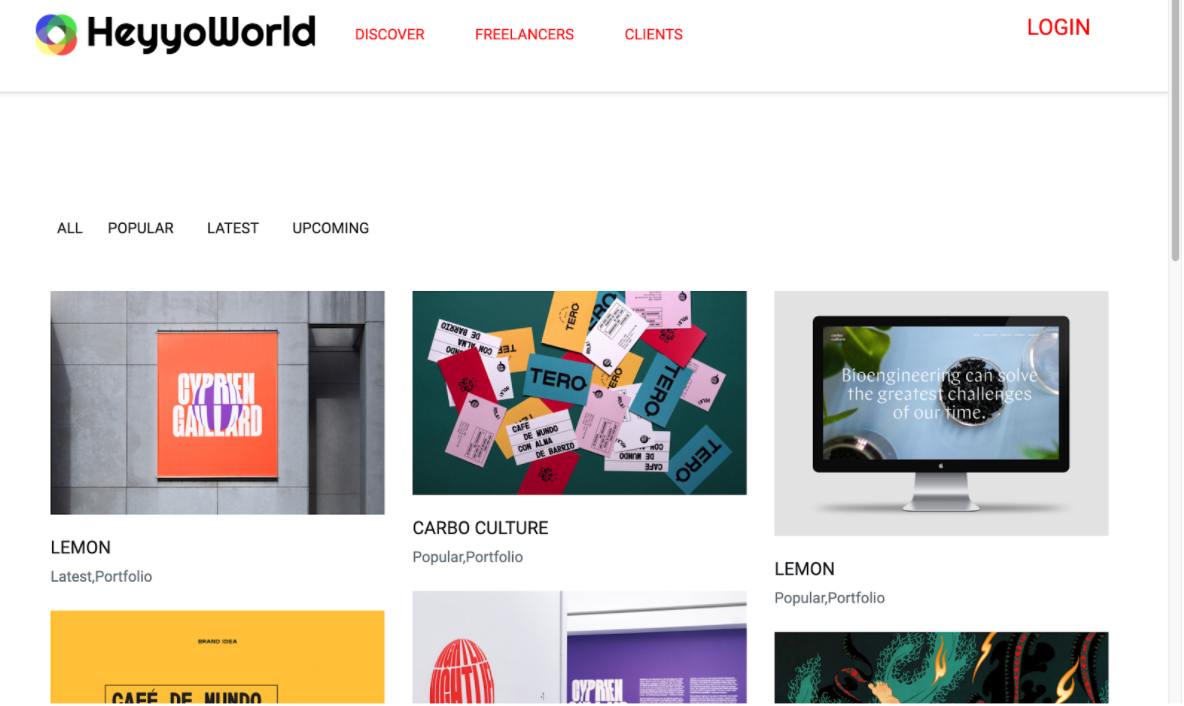 HeyyoWorld
DISCOVER
FREELANCERS
CLIENTS
LOGIN
ALL
POPULAR
LATEST
UPCOMING
CYPRIEN
GAILLARD
LEMON
Latest,Portfolio
TERO
TERO
TERO
TERO
CAFÉ
DE MUNDO
CON ALMA
DE BARRIO
CARBO CULTURE
Popular,Portfolio
carbo
culture
Bioengineering can solve
the greatest challenges
of our time.
LEMON
Popular,Portfolio
BRAND IDEA
CAFÉ DE MUNDO
CYPRIEN